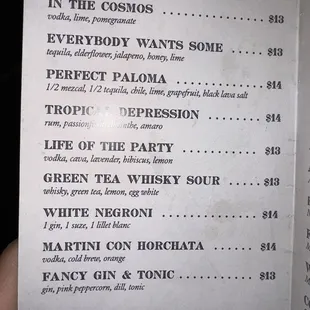 IN THE COSMOS ........ $13
vodka, lime, pomegranate
EVERYBODY WANTS SOME ..... $13
tequila, elderflower, jalapeno, honey, lime
PERFECT PALOMA ............... $14
1/2 mezcal, 1/2 tequila, chile, lime, grapefruit, black lava salt
TROPICAL DEPRESSION ........ $14
rum, amaro
LIFE OF THE PARTY ............ $13
vodka, cava, lavender, hibiscus, lemon
GREEN TEA WHISKY SOUR ..... $13
whisky, green tea, lemon, egg white
WHITE NEGRONI ............... $14
1 gin, 1 suze, 1 lillet blanc
MARTINI CON HORCHATA ...... $14
vodka, cold brew, orange
FANCY GIN & TONIC ........... $13
gin, pink peppercorn, dill, tonic